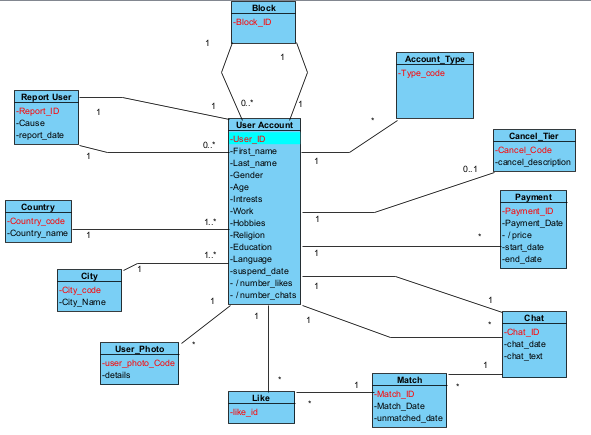 Block
-Block_ID
1
1
0..*
1
Report User
-Report_ID
-Cause
-report_date
1
1
1
0..*
Account_Type
-Type_code
*
1
User Account
-User_ID
-First_name
-Last_name
-Gender
-Age
-Intrests
-Work
-Hobbies
-Religion
-Education
-Language
-suspend_date
- / number_likes
- / number_chats
Cancel_Tier
-Cancel_Code
-cancel_description
0..1
1
Payment
-Payment_ID
-Payment_Date
- / price
-start_date
-end_date
*
1
Country
-Country_code
-Country_name
1
1..*
City
-City_code
-City_Name
1
1..*
User_Photo
-user_photo_Code
-details
1
*
Chat
-Chat_ID
-chat_date
-chat_text
1
1
1
*
Like
-like_id
1
*
Match
-Match_ID
-Match_Date
-unmatched_date
*
1
1
*